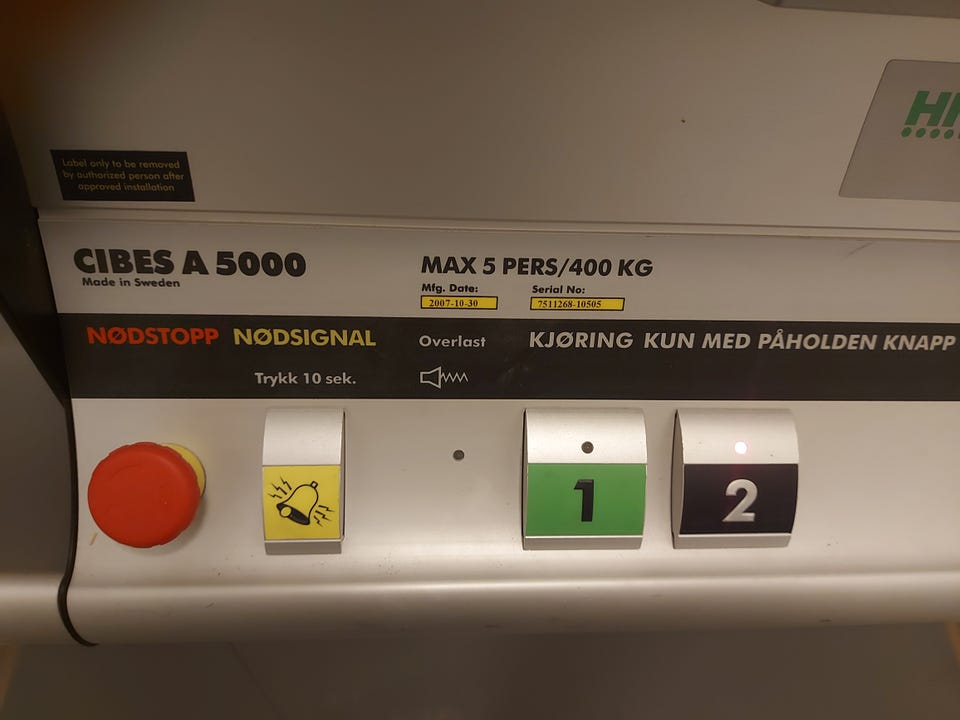 Label only to be removed
by authorized person after
approved installation
CIBES A 5000
Made in Sweden
MAX 5 PERS/400 KG
Mfg. Date: Serial No:
2007-10-30 7511268-10505
NØDSTOPP NØDSIGNAL Overlast KJØRING KUN MED PÅHOLDEN KNAPP
Trykk 10 sek.
1 2